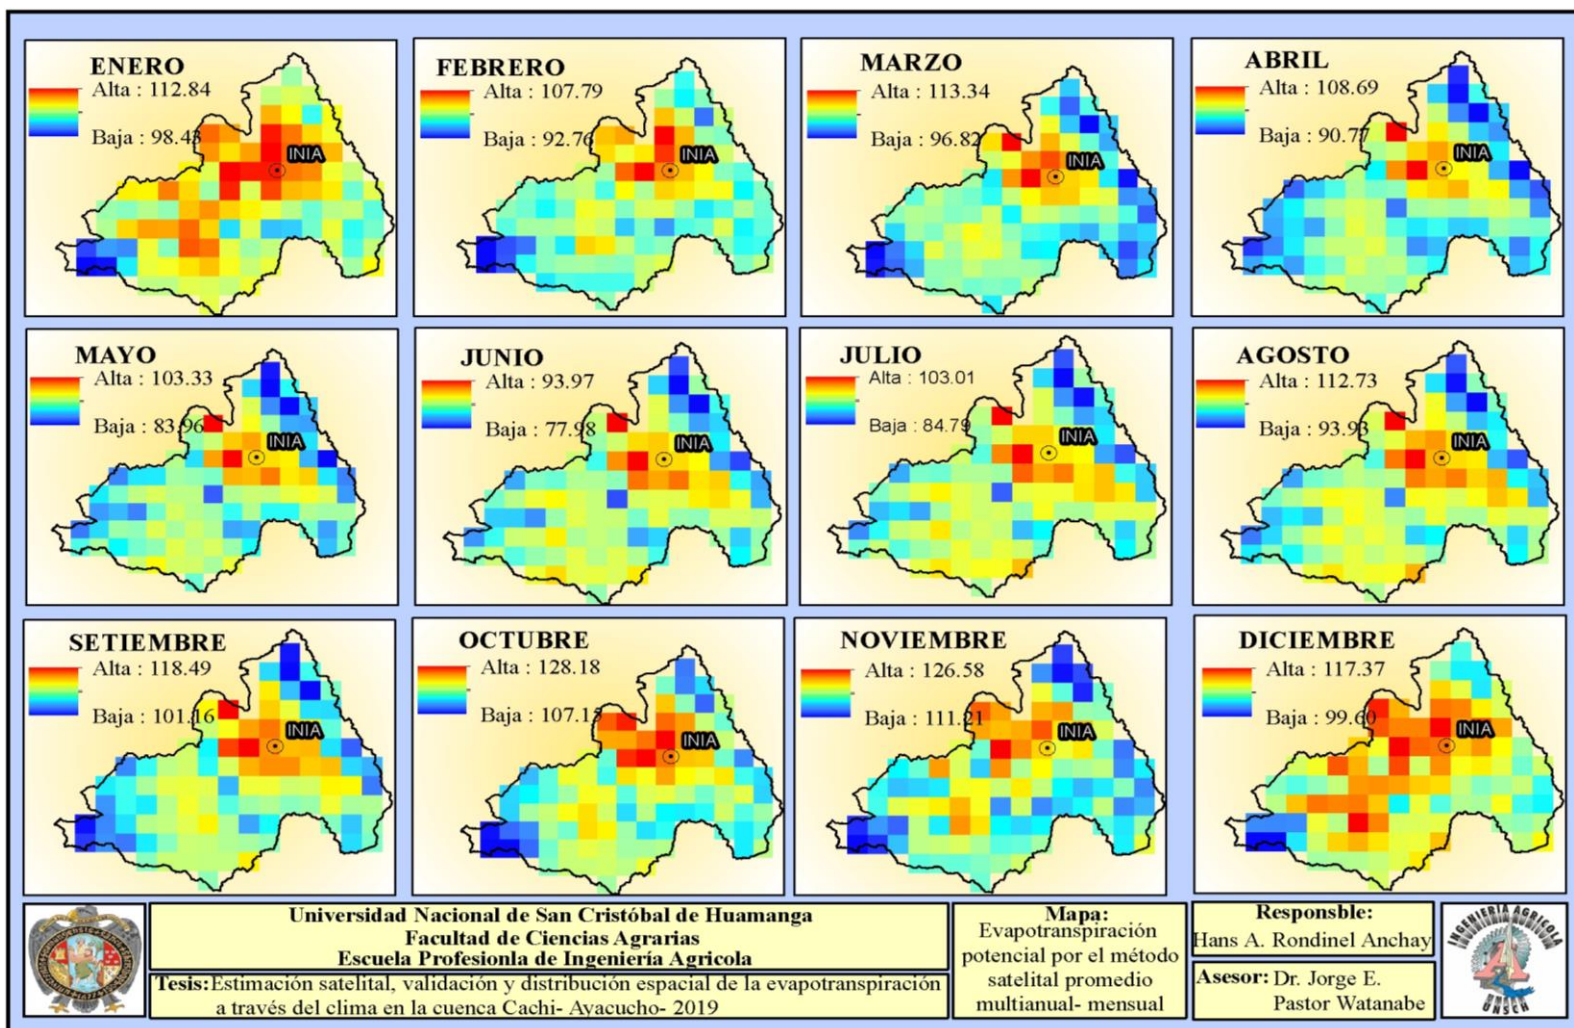 ENERO
Alta : 112.84
Baja : 98.43
INIA
FEBRERO
Alta : 107.79
Baja : 92.76
INIA
MARZO
Alta : 113.34
Baja : 96.82
INIA
ABRIL
Alta : 108.69
Baja : 90.77
INIA
MAYO
Alta : 103.33
Baja : 83.96
INIA
JUNIO
Alta : 93.97
Baja : 77.98
INIA
JULIO
Alta : 103.01
Baja : 84.79
INIA
AGOSTO
Alta : 112.73
Baja : 93.93
INIA
SETIEMBRE
Alta : 118.49
Baja : 101.16
INIA
OCTUBRE
Alta : 128.18
Baja : 107.15
INIA
NOVIEMBRE
Alta : 126.58
Baja : 111.21
INIA
DICIEMBRE
Alta : 117.37
Baja : 99.60
INIA
Universidad Nacional de San Cristóbal de Huamanga
Facultad de Ciencias Agrarias
Escuela Profesionla de Ingeniería Agricola
Tesis:Estimación satelital, validación y distribución espacial de la evapotranspiración
a través del clima en la cuenca Cachi- Ayacucho- 2019
Mapa:
Evapotranspiración
potencial por el método
satelital promedio
multianual- mensual
Responsble:
Hans A. Rondinel Anchay
Asesor: Dr. Jorge E.
Pastor Watanabe
INGENIERÍA AGRICOLA
UNSCH